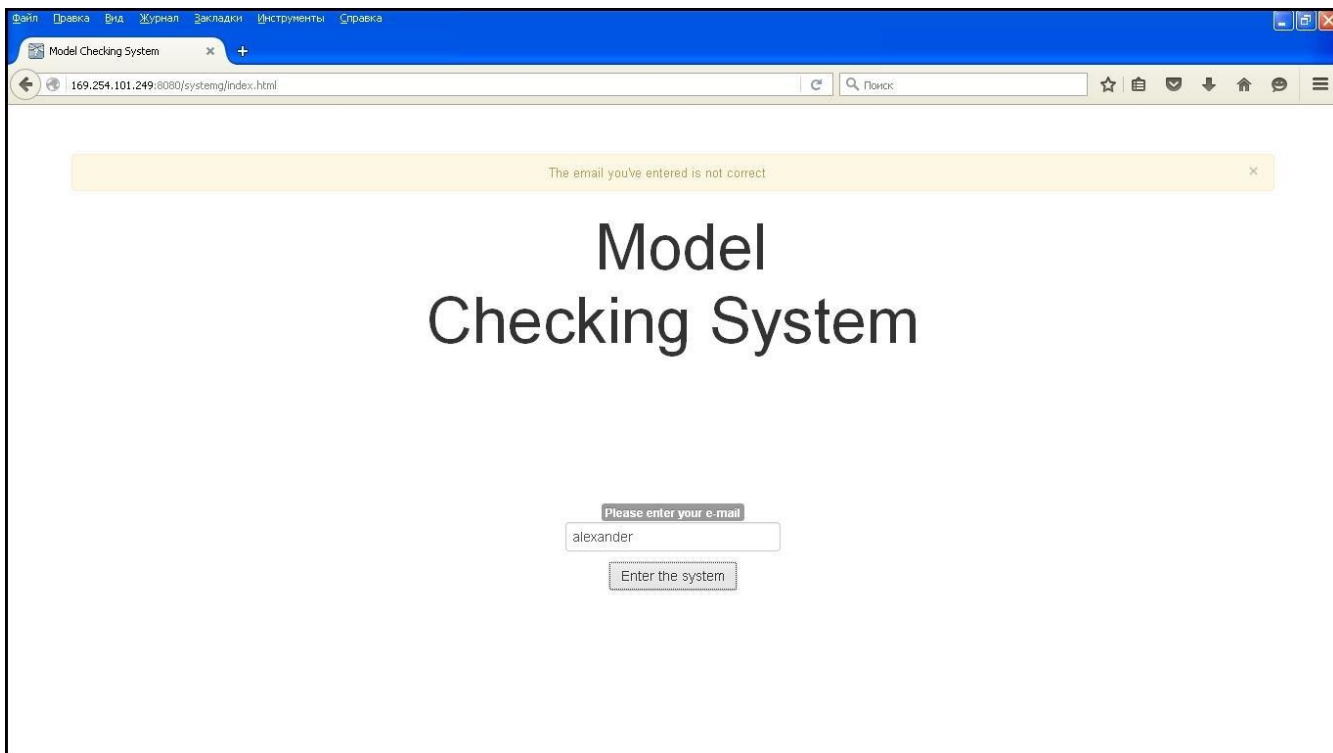 Файл Правка Вид Журнал Закладки Инструменты Справка
Model Checking System
169.254.101.249:8080/systemg/index.html Поиск
The email you've entered is not correct
Model
Checking System
Please enter your e-mail
alexander
Enter the system